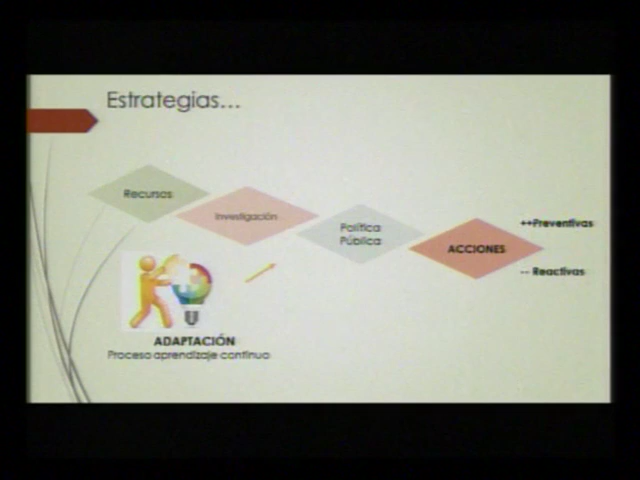 Estrategias...
Recursos
Investigación
Política
Pública
ACCIONES
++Preventivas
-- Reactivas
ADAPTACIÓN
Proceso aprendizaje continuo